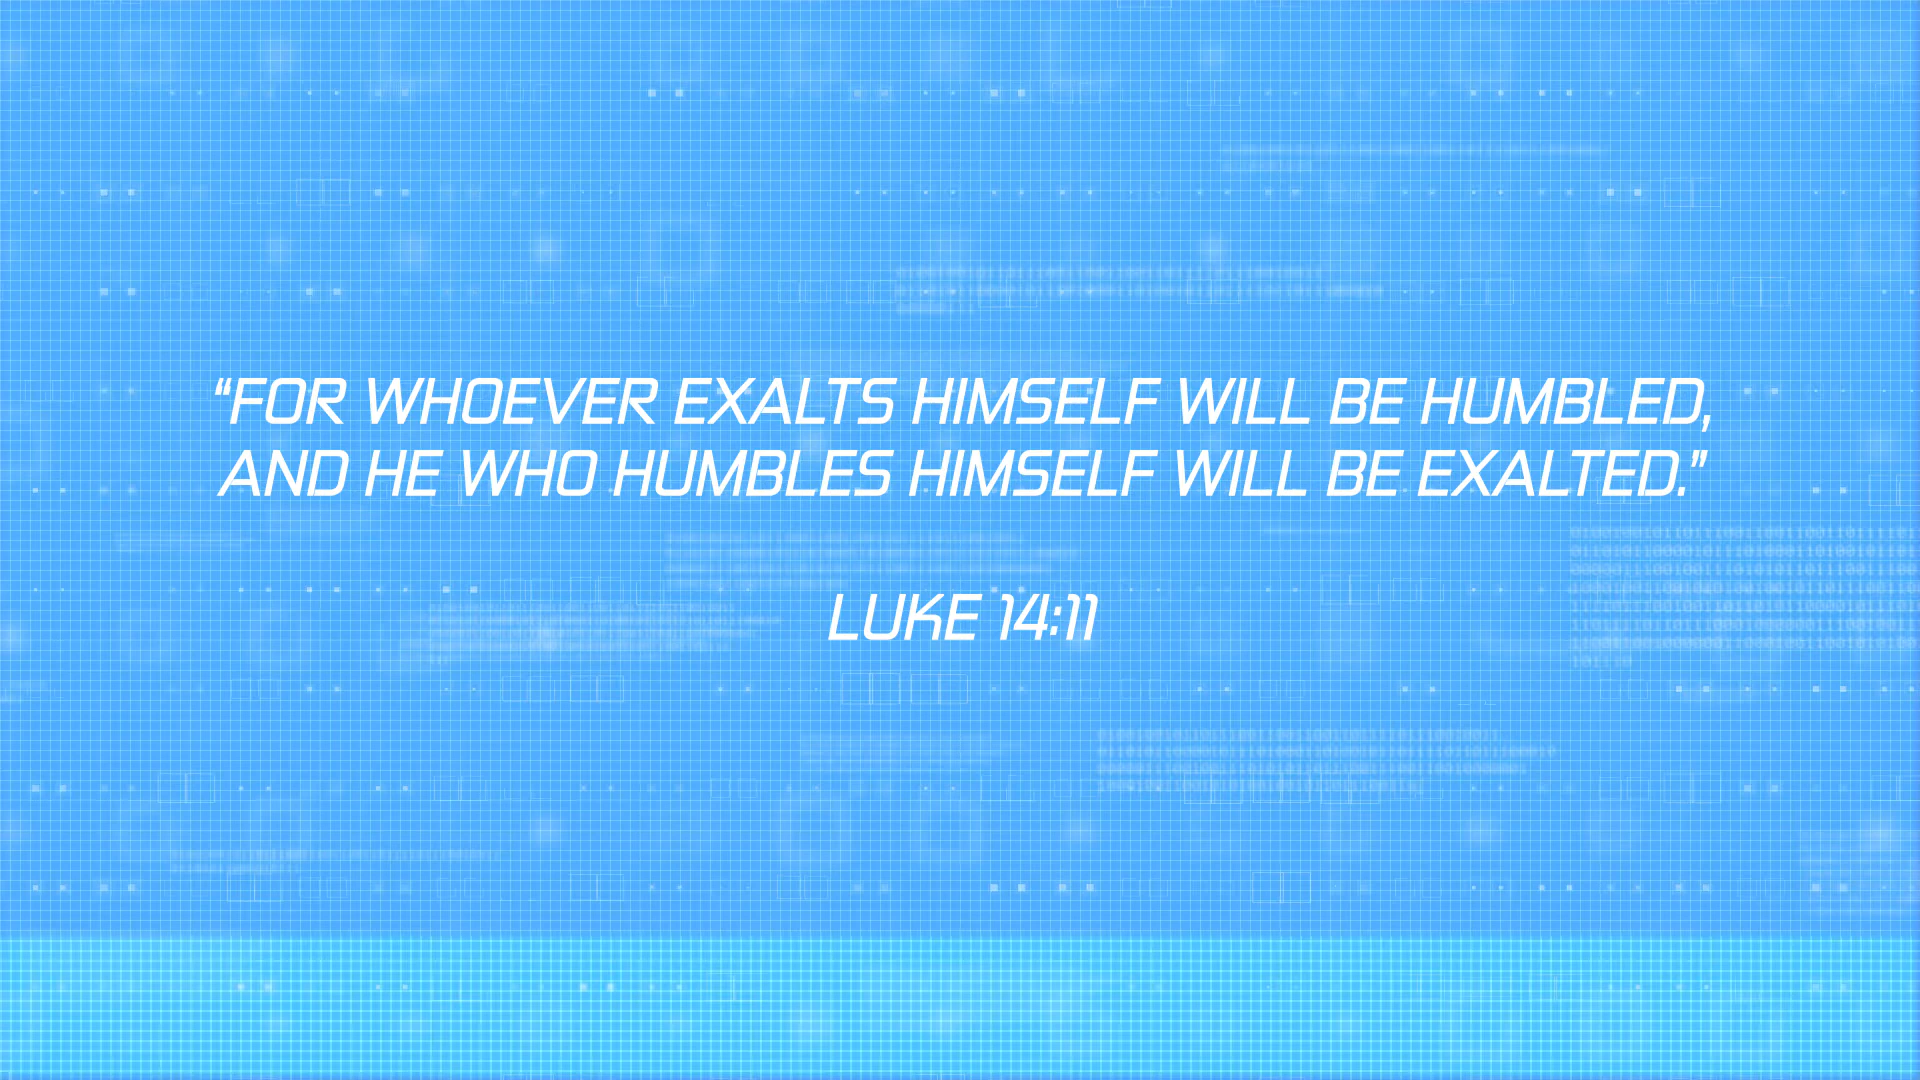 “FOR WHOEVER EXALTS HIMSELF WILL BE HUMBLED,
AND HE WHO HUMBLES HIMSELF WILL BE EXALTED.”
LUKE 14:11